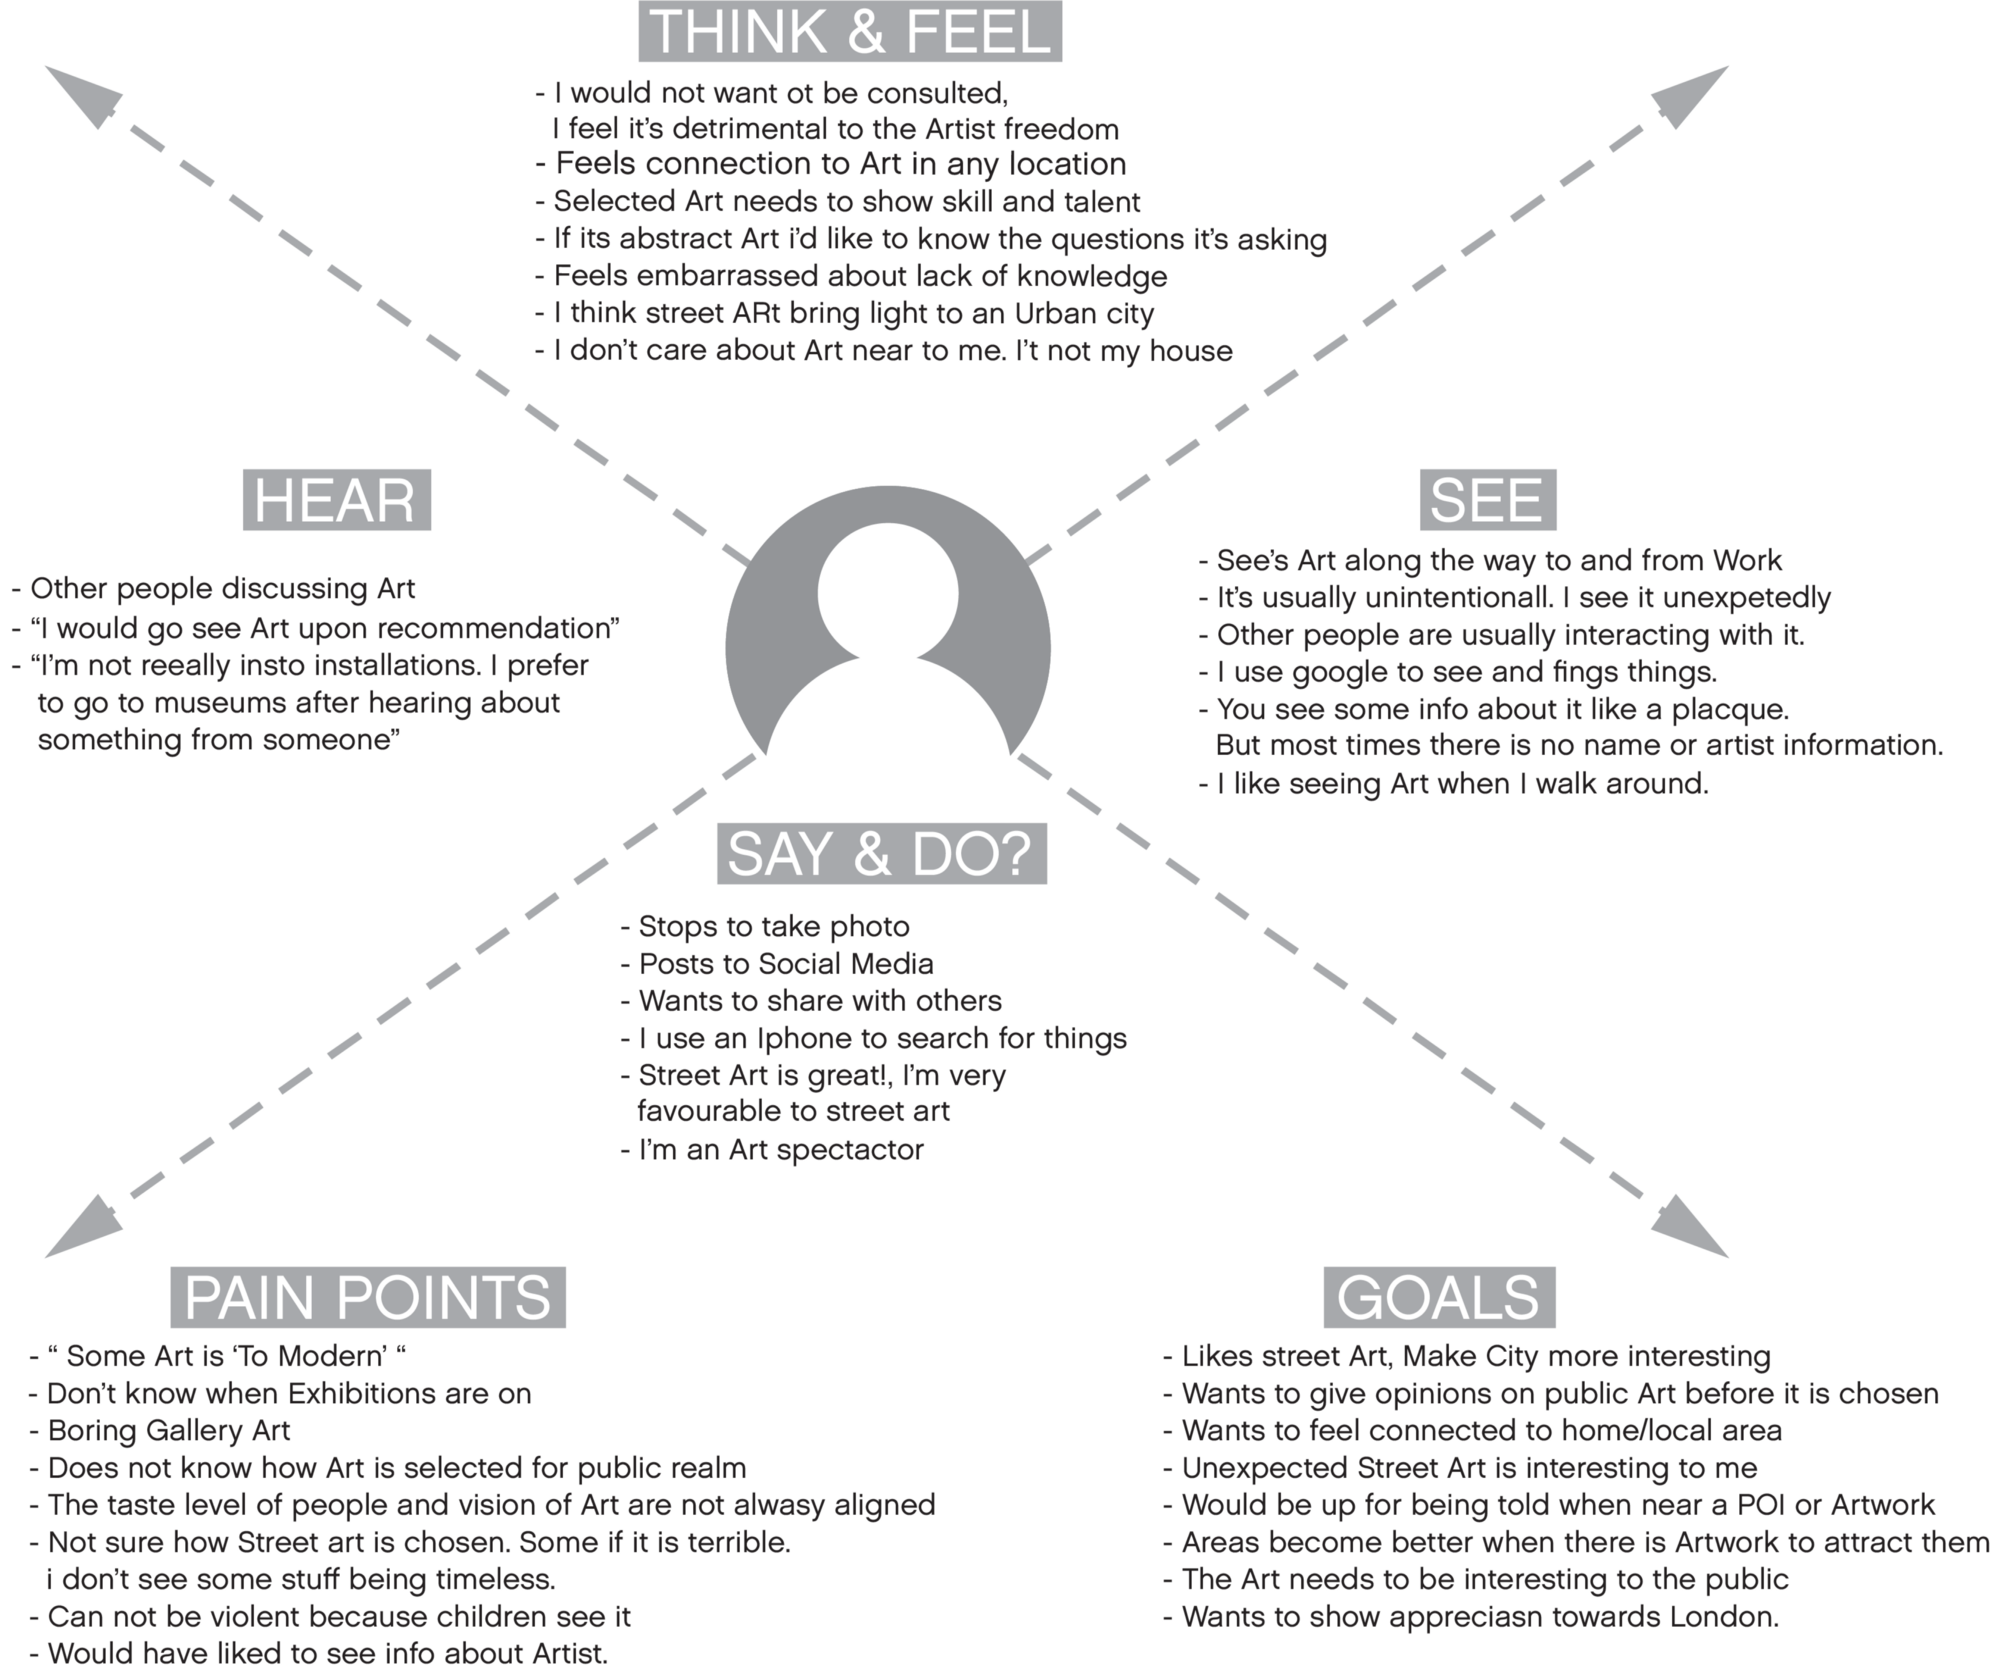 THINK & FEEL
- I would not want ot be consulted,
I feel it's detrimental to the Artist freedom
- Feels connection to Art in any location
- Selected Art needs to show skill and talent
- If its abstract Art i'd like to know the questions it's asking
- Feels embarrassed about lack of knowledge
- I think street ARt bring light to an Urban city
- I don't care about Art near to me. I't not my house
HEAR
- Other people discussing Art
- “I would go see Art upon recommendation”
- “I'm not reeally insto installations. I prefer
to go to museums after hearing about
something from someone”
SEE
- See's Art along the way to and from Work
- It's usually unintentionall. I see it unexpetedly
- Other people are usually interacting with it.
- I use google to see and fings things.
- You see some info about it like a placque.
But most times there is no name or artist information.
- I like seeing Art when I walk around.
SAY & DO?
- Stops to take photo
- Posts to Social Media
- Wants to share with others
- I use an Iphone to search for things
- Street Art is great!, I'm very
favourable to street art
- I'm an Art spectactor
PAIN POINTS
- “ Some Art is ‘To Modern’ “
- Don't know when Exhibitions are on
- Boring Gallery Art
- Does not know how Art is selected for public realm
- The taste level of people and vision of Art are not alwasy aligned
- Not sure how Street art is chosen. Some if it is terrible.
i don't see some stuff being timeless.
- Can not be violent because children see it
- Would have liked to see info about Artist.
GOALS
- Likes street Art, Make City more interesting
- Wants to give opinions on public Art before it is chosen
- Wants to feel connected to home/local area
- Unexpected Street Art is interesting to me
- Would be up for being told when near a POI or Artwork
- Areas become better when there is Artwork to attract them
- The Art needs to be interesting to the public
- Wants to show appreciasn towards London.